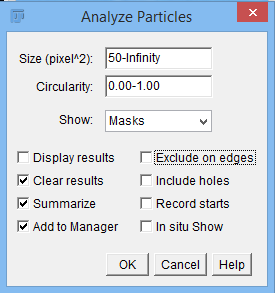 Analyze Particles
Size (pixel^2): 50-Infinity
Circularity: 0.00-1.00
Show: Masks
Display results Exclude on edges
Clear results Include holes
Summarize Record starts
Add to Manager In situ Show
OK Cancel Help